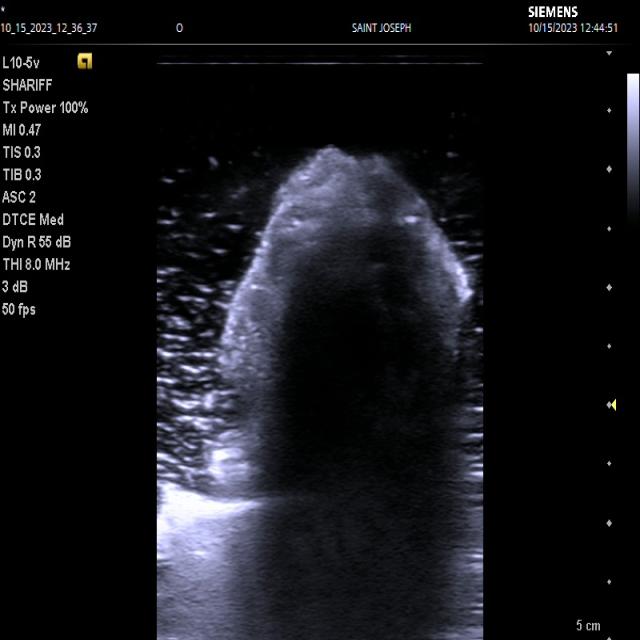 *
SIEMENS
10_15_2023_12_36_37 O SAINT JOSEPH 10/15/2023 12:44:51
L10-5v
SHARIFF
Tx Power 100%
MI 0.47
TIS 0.3
TIB 0.3
ASC 2
DTCE Med
Dyn R 55 dB
THI 8.0 MHz
3 dB
50 fps
5 cm